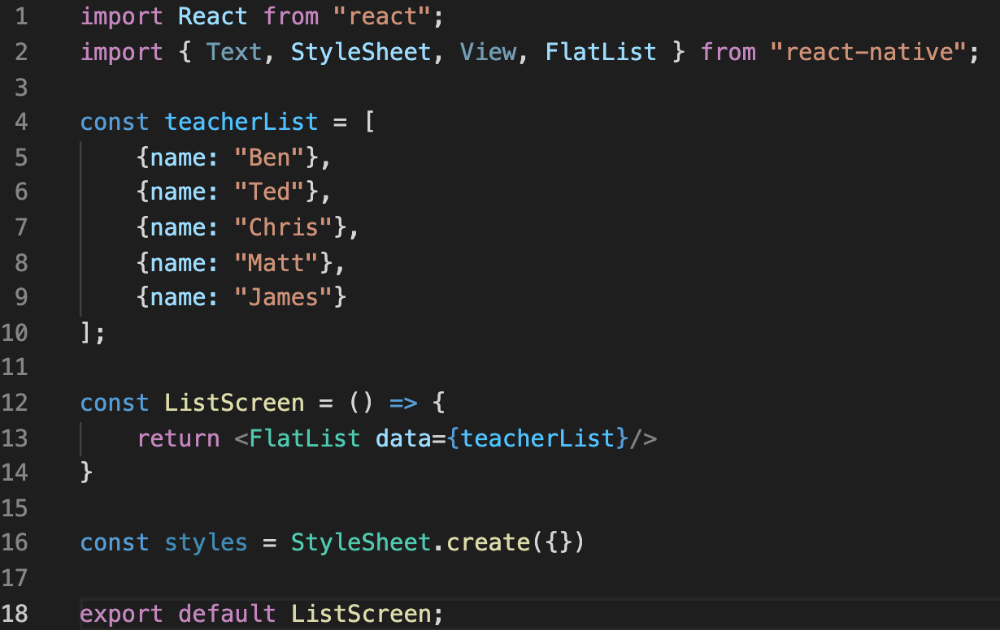 1 import React from "react";
2 import { Text, StyleSheet, View, FlatList } from "react-native";
3
4 const teacherList = [
5 {name: "Ben"},
6 {name: "Ted"},
7 {name: "Chris"},
8 {name: "Matt"},
9 {name: "James"}
10 ];
11
12 const ListScreen = () => {
13 return <FlatList data={teacherList}/>
14 }
15
16 const styles = StyleSheet.create({})
17
18 export default ListScreen;